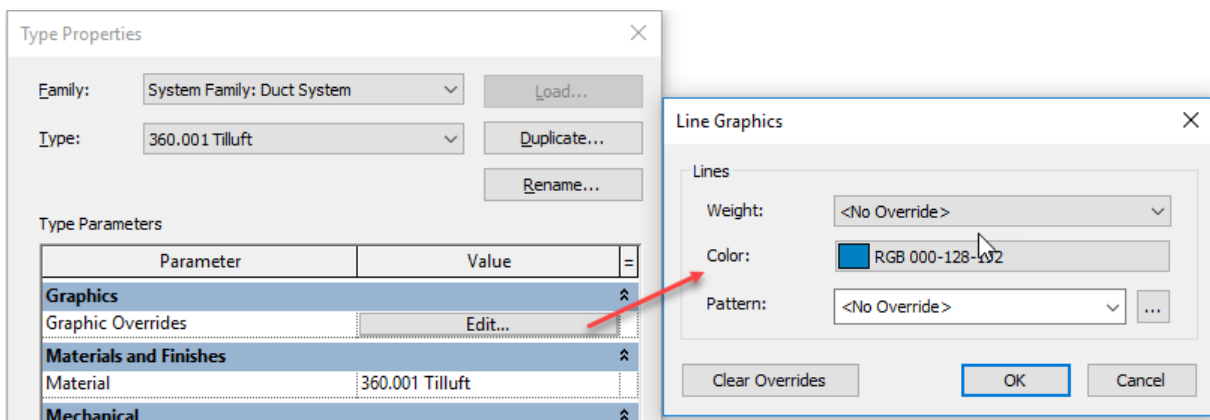 Type Properties
Family: System Family: Duct System Load...
Type: 360.001 Tilluft Duplicate...
Rename...
Type Parameters
Parameter Value =
Graphics
Graphic Overrides Edit...
Materials and Finishes
Material 360.001 Tilluft
Mechanical
Line Graphics
Lines
Weight: <No Override>
Color: RGB 000-128-192
Pattern: <No Override> ...
Clear Overrides OK Cancel